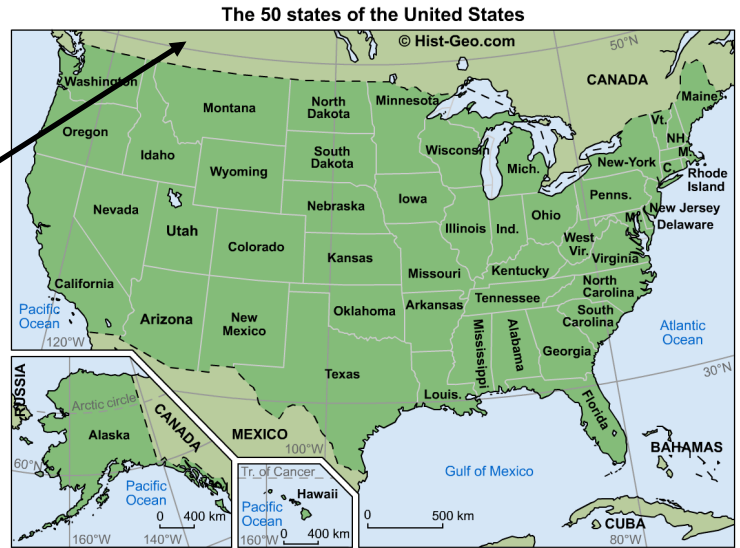 The 50 states of the United States
© Hist-Geo.com
50°N
CANADA
Washington
Montana
North
Dakota
Minnesota
Maine
Oregon
Vt.
NH.
Idaho
South
Dakota
Wisconsin
M.
Wyoming
Mich.
New-York
C.
Rhode
Island
Nebraska
Iowa
Penns.
Nevada
Utah
Illinois
Ind.
Ohio
New Jersey
M.
Delaware
Colorado
Kansas
West
Vir.
Virginia
Missouri
Kentucky
California
North
Carolina
Pacific
Ocean
Arizona
New
Mexico
Oklahoma
Arkansas
Tennessee
South
Carolina
Atlantic
Ocean
120°W
Mississippi
Alabama
Georgia
Texas
30°N
Louis.
Florida
RUSSIA
Arctic circle
CANADA
Alaska
MEXICO
100°W
BAHAMAS
60°N
Tr. of Cancer
Gulf of Mexico
Pacific
Ocean
Hawaii
Pacific
Ocean
0 400 km
0 500 km
CUBA
160°W
140°W
160°W
0 400 km
80°W